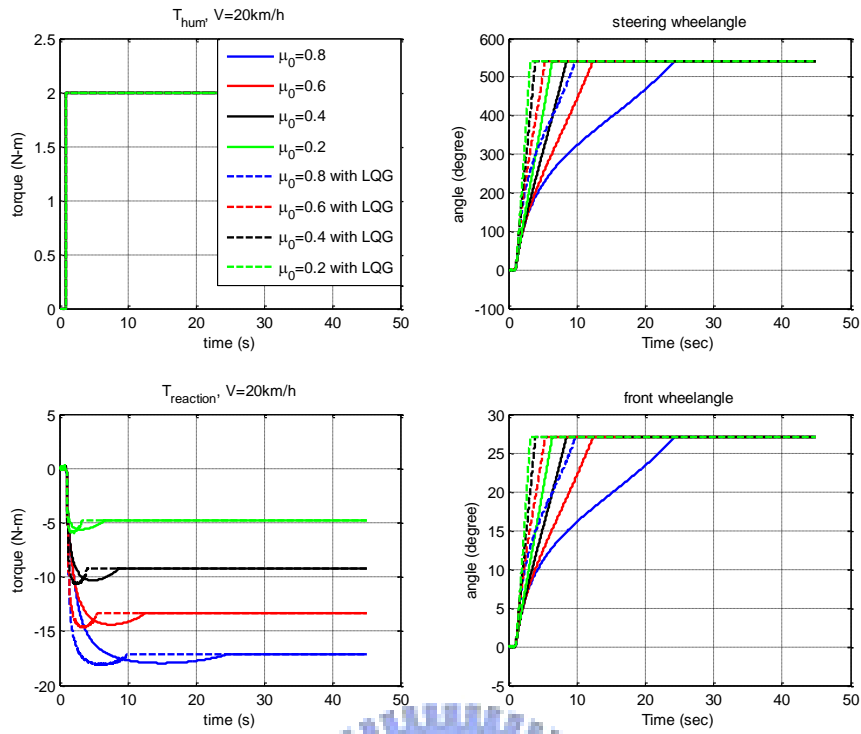 T_hum, V=20km/h
2.5
2
1.5
1
0.5
0
torque (N-m)
0 10 20 30 40 50
time (s)
μ0=0.8
μ0=0.6
μ0=0.4
μ0=0.2
μ0=0.8 with LQG
μ0=0.6 with LQG
μ0=0.4 with LQG
μ0=0.2 with LQG
steering wheelangle
600
500
400
300
200
100
0
-100
angle (degree)
0 10 20 30 40 50
Time (sec)
T_reaction, V=20km/h
5
0
-5
-10
-15
-20
torque (N-m)
0 10 20 30 40 50
time (s)
front wheelangle
30
25
20
15
10
5
0
-5
angle (degree)
0 10 20 30 40 50
Time (sec)